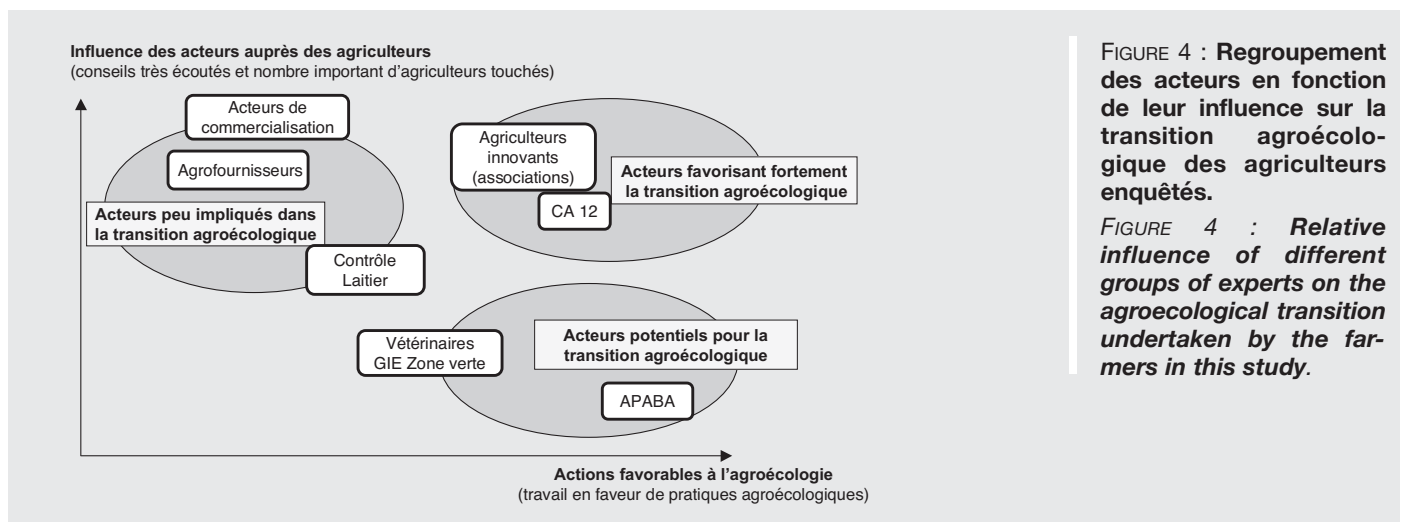 Influence des acteurs auprès des agriculteurs
(conseils très écoutés et nombre important d'agriculteurs touchés)
Acteurs de
commercialisation
Agrofournisseurs
Acteurs peu impliqués dans
la transition agroécologique
Contrôle
Laitier
Agriculteurs
innovants
(associations)
Acteurs favorisant fortement
la transition agroécologique
CA 12
Vétérinaires
GIE Zone verte
Acteurs potentiels pour la
transition agroécologique
APABA
Actions favorables à l'agroécologie
(travail en faveur de pratiques agroécologiques)
FIGURE 4 : Regroupement
des acteurs en fonction
de leur influence sur la
transition agroécolo-
gique des agriculteurs
enquêtés.
FIGURE 4 : Relative
influence of different
groups of experts on the
agroecological transition
undertaken by the far-
mers in this study.